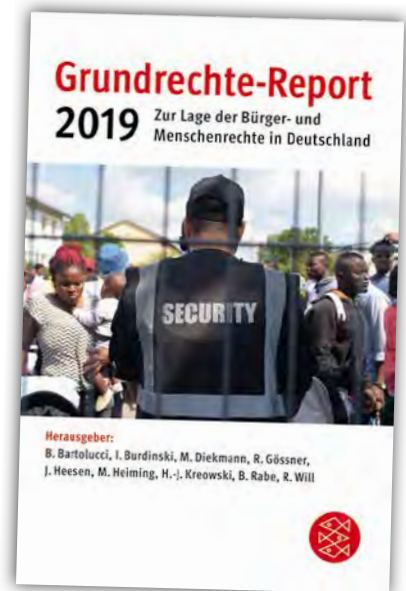 Grundrechte-Report
2019 Zur Lage der Bürger- und
Menschenrechte in Deutschland
SECURITY
Herausgeber:
B. Bartolucci, I. Burdinski, M. Diekmann, R. Gössner,
J. Heesen, M. Heiming, H.-J. Kreowski, B. Rabe, R. Will